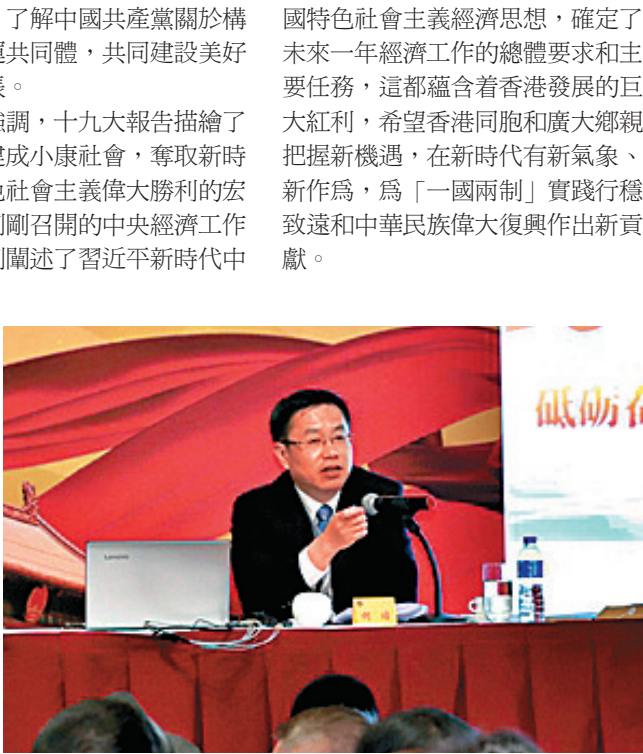 了解中國共產黨關於構
共同體，共同建設美好
。
調，十九大報告描繪了
建成小康社會，奪取新時
社會主義偉大勝利的宏
剛召開的中央經濟工作
闡述了習近平新時代中
國特色社會主義經濟思想，確定了
未來一年經濟工作的總體要求和主
要任務，這都蘊含着香港發展的巨
大紅利，希望香港同胞和廣大鄉親
把握新機遇，在新時代有新氣象、
新作爲，爲「一國兩制」實踐行穩
致遠和中華民族偉大復興作出新貢
獻。
砥砺
Lenovo